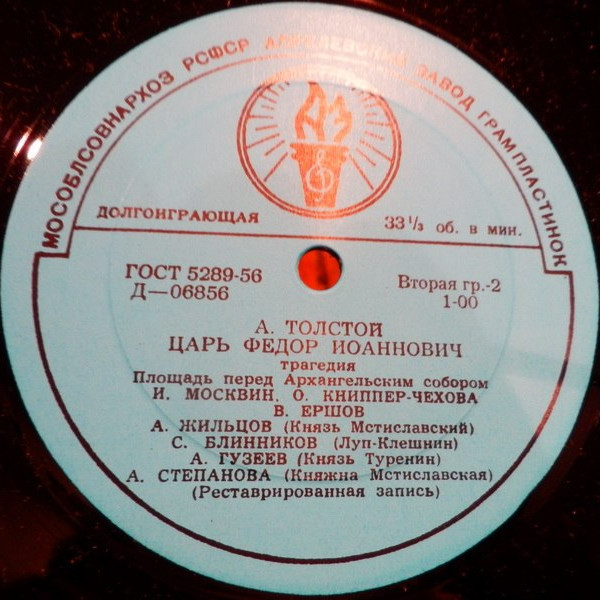 МОСОБЛСОВНАРХОЗ РСФСР АПРЕЛЕВСКИЙ ЗАВОД ГРАМПЛАСТИНОК
ДОЛГОИГРАЮЩАЯ
33⅓ об. в мин.
ГОСТ 5289-56
Д—06856
Вторая гр.-2
1-00
А. ТОЛСТОЙ
ЦАРЬ ФЕДОР ИОАННОВИЧ
трагедия
Площадь перед Архангельским собором
И. МОСКВИН, О. КНИППЕР-ЧЕХОВА
В. ЕРШОВ
А. ЖИЛЬЦОВ (Князь Мстиславский)
С. БЛИННИКОВ (Луп-Клешнин)
А. ГУЗЕЕВ (Князь Туренин)
А. СТЕПАНОВА (Княжна Мстиславская)
(Реставрированная запись)